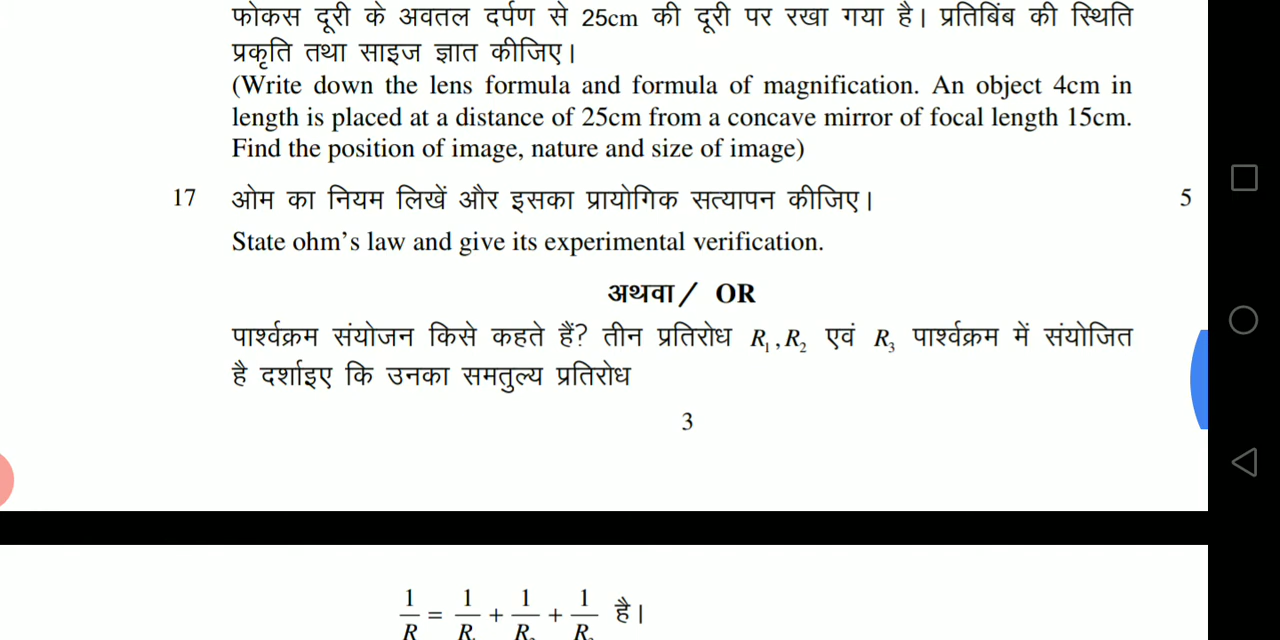 फोकस दूरी के अवतल दर्पण से 25cm की दूरी पर रखा गया है। प्रतिबिंब की स्थिति
प्रकृति तथा साइज ज्ञात कीजिए।
(Write down the lens formula and formula of magnification. An object 4cm in
length is placed at a distance of 25cm from a concave mirror of focal length 15cm.
Find the position of image, nature and size of image)
17 ओम का नियम लिखें और इसका प्रायोगिक सत्यापन कीजिए। 5
State ohm's law and give its experimental verification.
अथवा/ OR
पार्श्वक्रम संयोजन किसे कहते हैं? तीन प्रतिरोध R₁,R₂ एवं R₃ पार्श्वक्रम में संयोजित
है दर्शाइए कि उनका समतुल्य प्रतिरोध
3
1/R = 1/R₁ + 1/R₂ + 1/R₃ है।